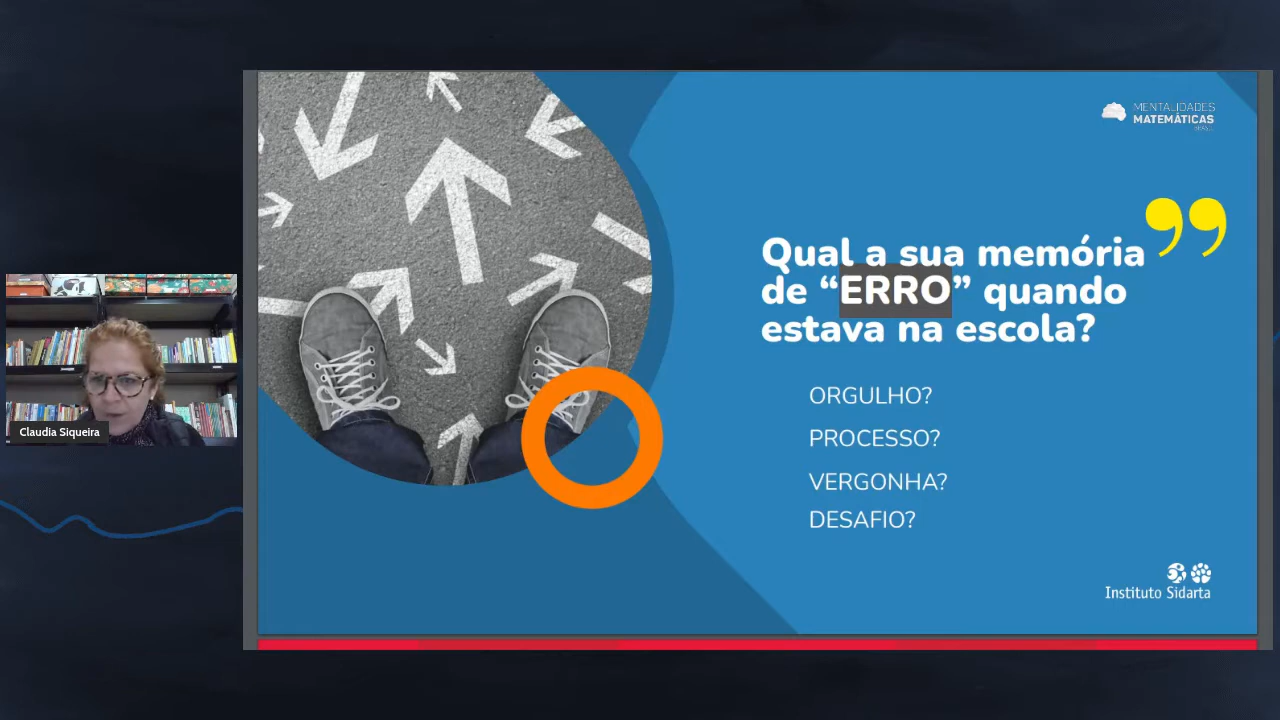 MENTALIDADES
MATEMÁTICAS
BRASIL
Qual a sua memória
de “ERRO” quando
estava na escola?
ORGULHO?
PROCESSO?
VERGONHA?
DESAFIO?
Instituto Sidarta
Claudia Siqueira